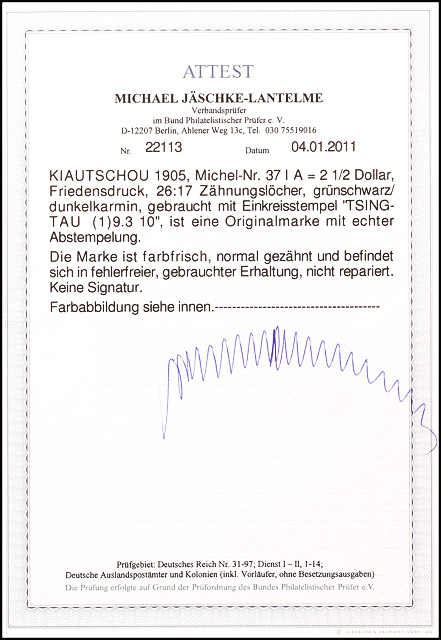 ATTEST
MICHAEL JÄSCHKE-LANTELME
Verbandsprüfer
im Bund Philatelistischer Prüfer e. V.
D-12207 Berlin, Ahlener Weg 13c, Tel. 030 75519016
Nr. 22113 Datum 04.01.2011
KIAUTSCHOU 1905, Michel-Nr. 37 I A = 2 1/2 Dollar,
Friedensdruck, 26:17 Zähnungslöcher, grünschwarz/
dunkelkarmin, gebraucht mit Einkreisstempel "TSING-
TAU (1)9.3 10", ist eine Originalmarke mit echter
Abstempelung.
Die Marke ist farbfrisch, normal gezähnt und befindet
sich in fehlerfreier, gebrauchter Erhaltung, nicht repariert.
Keine Signatur.
Farbabbildung siehe innen.--------------------------------------
Prüfgebiet: Deutsches Reich Nr. 31-97; Dienst I – II, 1-14;
Deutsche Auslandspostämter und Kolonien (inkl. Vorläufer, ohne Besetzungsausgaben)
Die Prüfung erfolgte auf Grund der Prüfordnung des Bundes Philatelistischer Prüfer e.V.